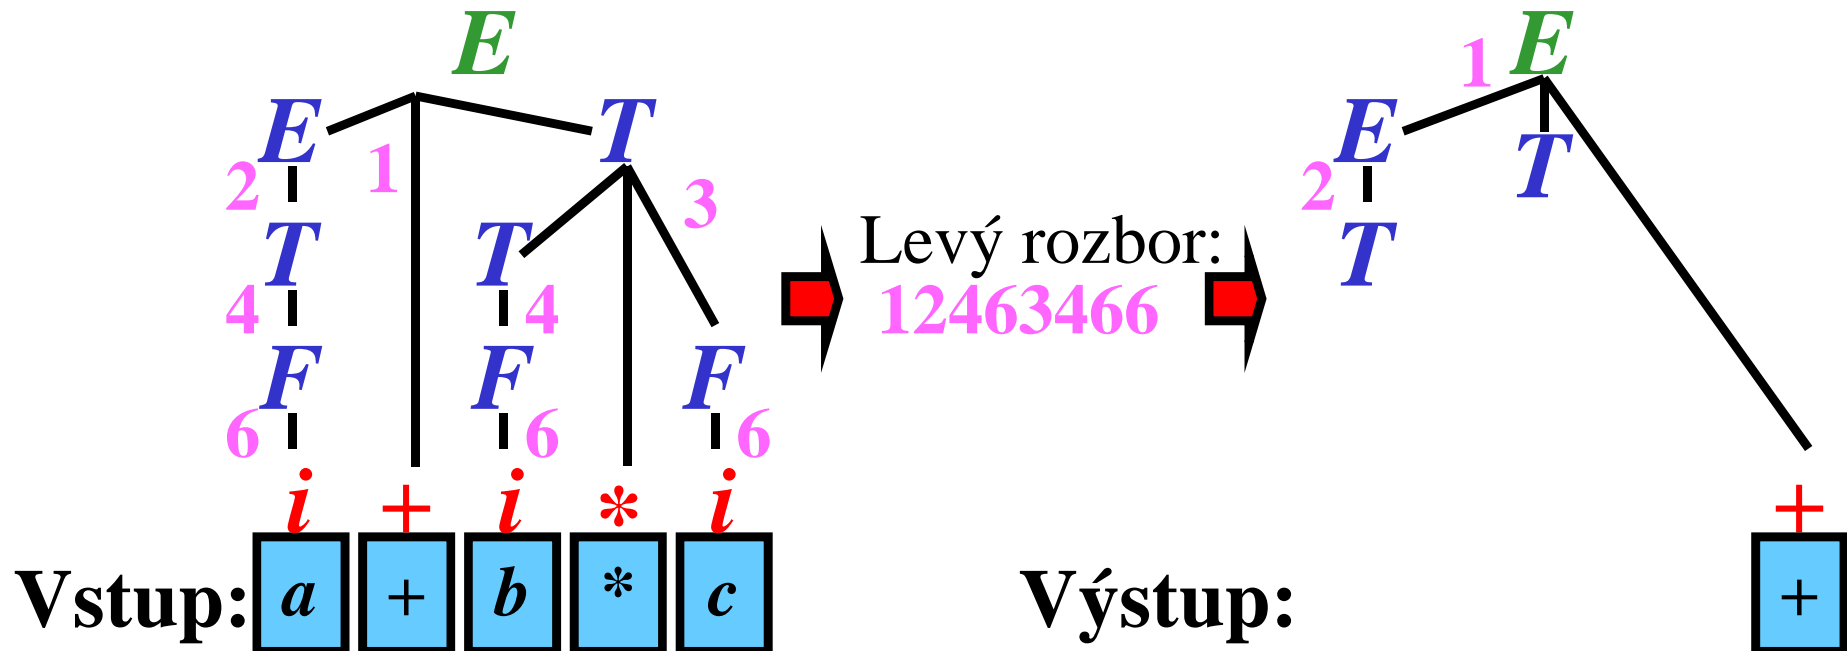 E
1 E
E T
E
2 1
T
2
3
T T
Levý rozbor:
T
4 4
12463466
F F F
6 6 6
i + i * i
+
Vstup: a + b * c
Výstup: +